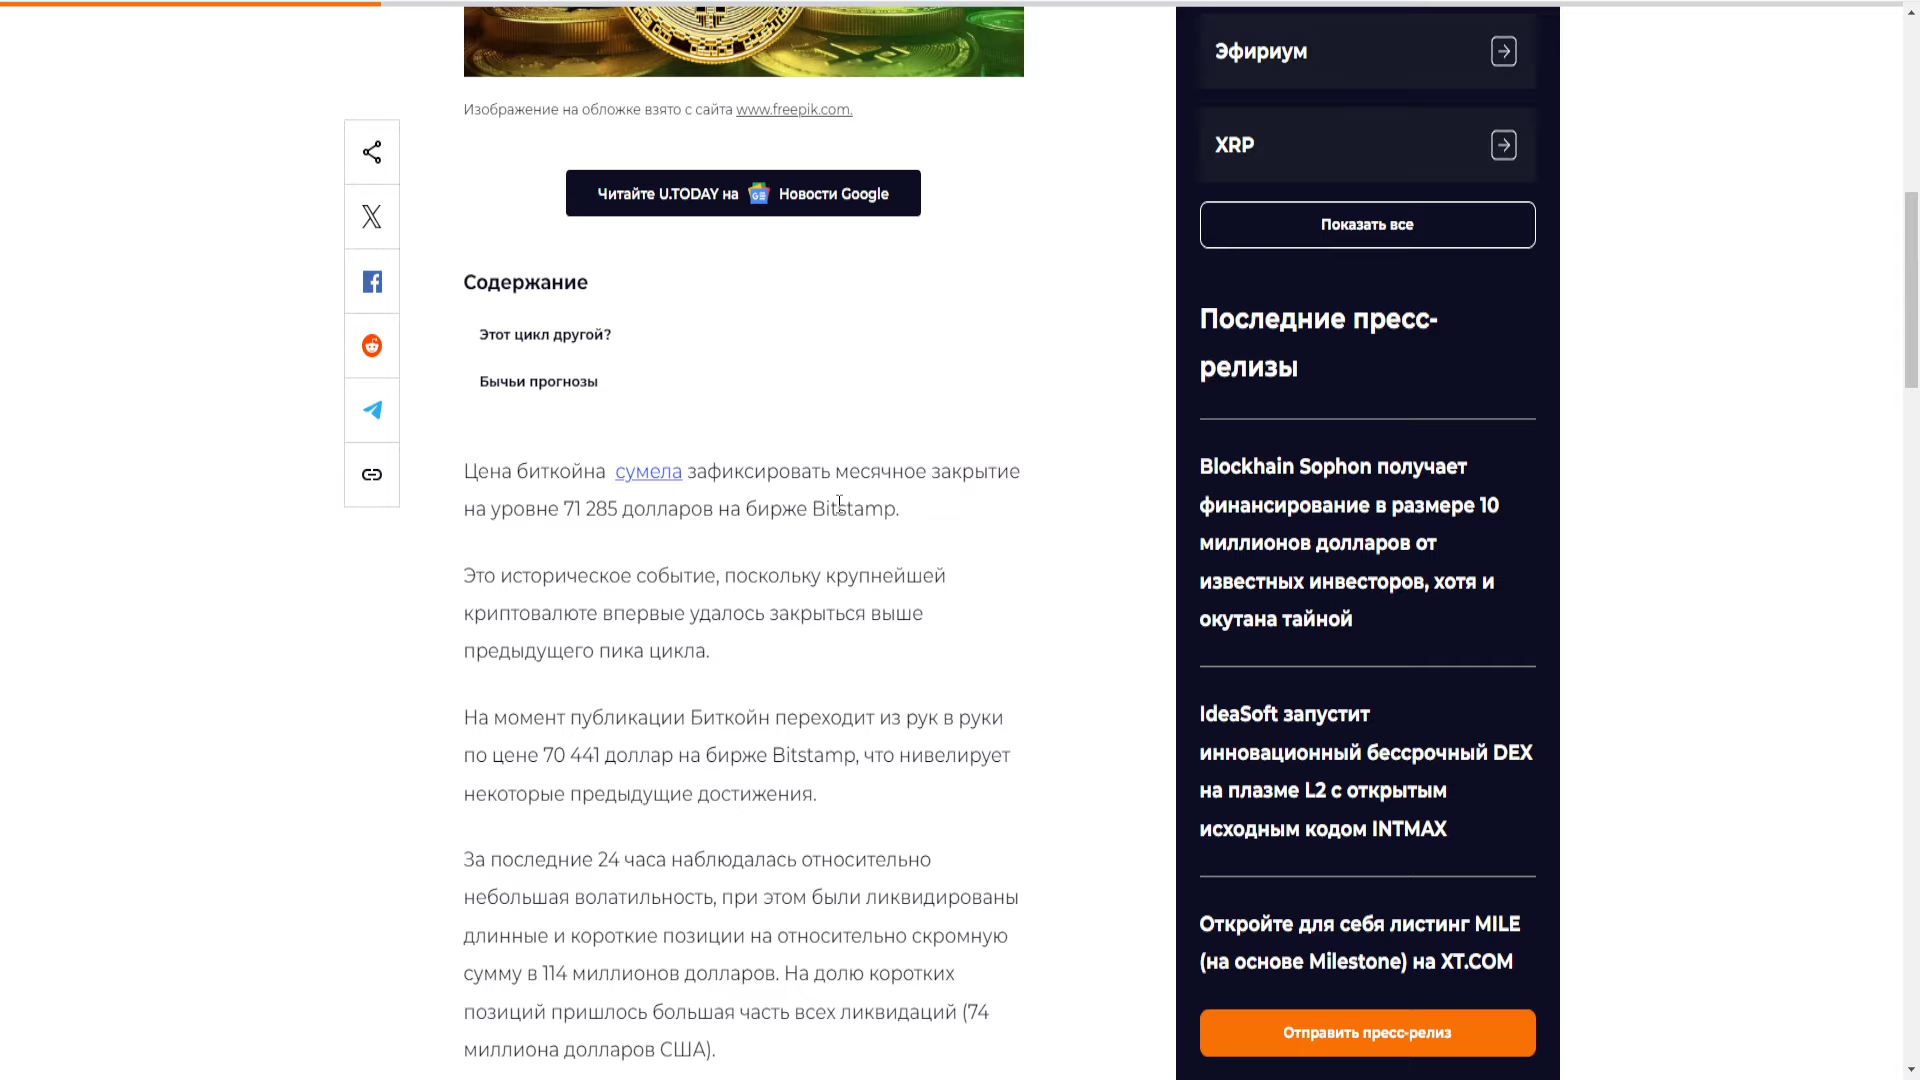 Изображение на обложке взято с сайта www.freepik.com.
Читайте U.TODAY на GE Новости Google
Содержание
Этот цикл другой?
Бычьи прогнозы
Цена биткойна сумела зафиксировать месячное закрытие
на уровне 71 285 долларов на бирже Bitstamp.
Это историческое событие, поскольку крупнейшей
криптовалюте впервые удалось закрыться выше
предыдущего пика цикла.
На момент публикации Биткойн переходит из рук в руки
по цене 70 441 доллар на бирже Bitstamp, что нивелирует
некоторые предыдущие достижения.
За последние 24 часа наблюдалась относительно
небольшая волатильность, при этом были ликвидированы
длинные и короткие позиции на относительно скромную
сумму в 114 миллионов долларов. На долю коротких
позиций пришлось большая часть всех ликвидаций (74
миллиона долларов США).
Эфириум
XRP
Показать все
Последние пресс-
релизы
Blockhain Sophon получает
финансирование в размере 10
миллионов долларов от
известных инвесторов, хотя и
окутана тайной
IdeaSoft запустит
инновационный бессрочный DEX
на плазме L2 с открытым
исходным кодом INTMAX
Откройте для себя листинг MILE
(на основе Milestone) на XT.COM
Отправить пресс-релиз